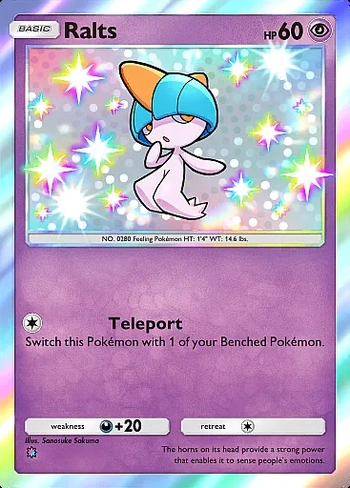 BASIC Ralts HP 60
NO. 0280 Feeling Pokémon HT: 1'4" WT: 14.6 lbs.
Teleport
Switch this Pokémon with 1 of your Benched Pokémon.
weakness +20 retreat
Illus. Sanosuke Sakuma
The horns on its head provide a strong power
that enables it to sense people's emotions.